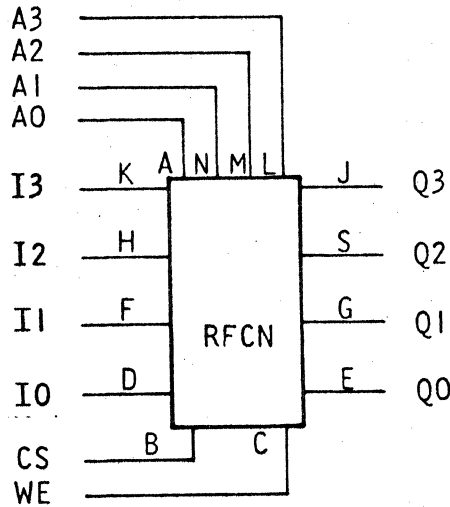 A3
A2
A1
A0
A N M L
I3 K J Q3
I2 H S Q2
I1 F G Q1
RFCN
I0 D E Q0
CS B C
WE